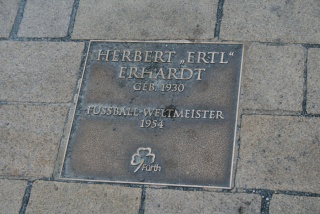 HERBERT „ERTL“
ERHARDT
GEB. 1930
FUSSBALL-WELTMEISTER
1954
Fürth